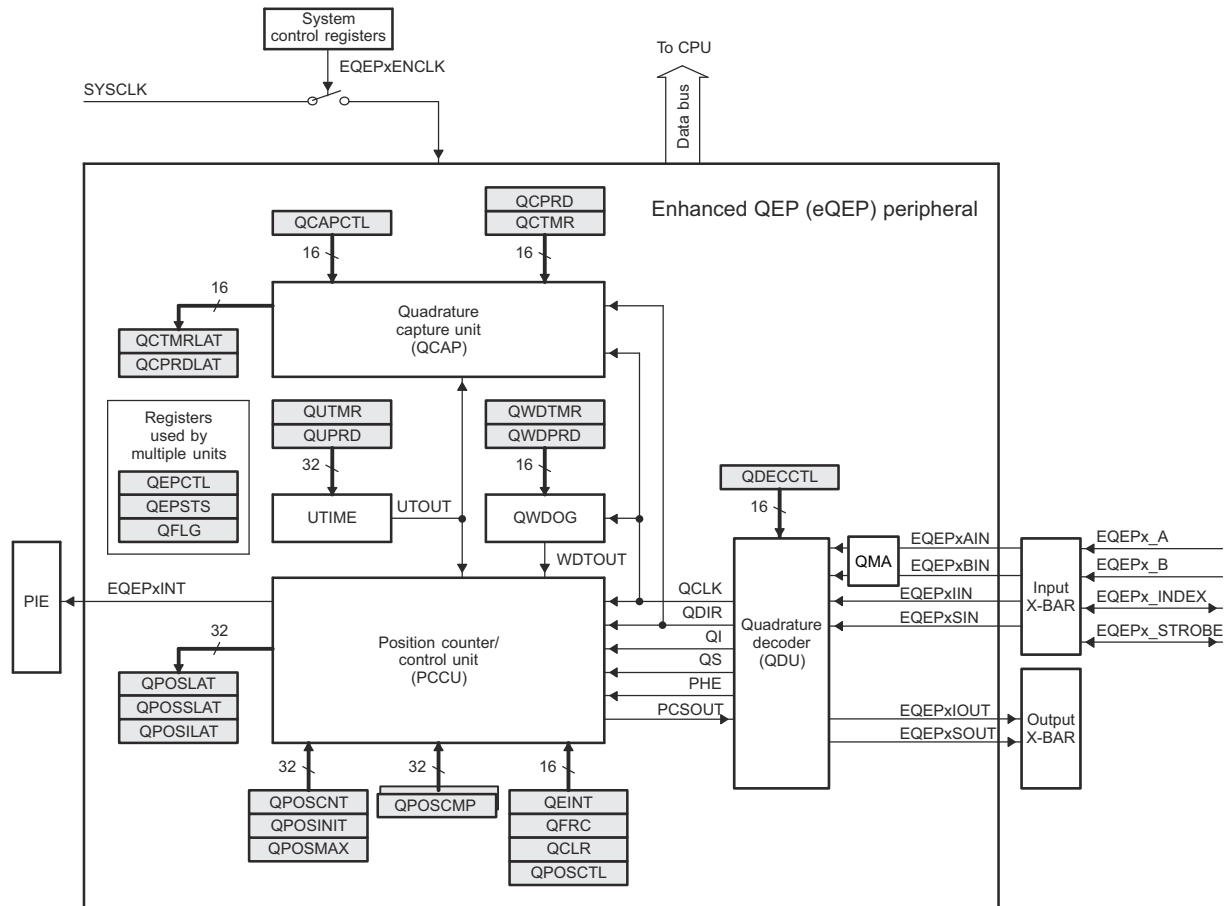 System
control registers
To CPU
EQEPxENCLK
SYSCLK
Data bus
Enhanced QEP (eQEP) peripheral
QCPRD
QCAPCTL
QCTMR
16
16
16
Quadrature
capture unit
(QCAP)
QCTMRLAT
QCPRDLAT
Registers
used by
multiple units
QEPCTL
QEPSTS
QFLG
QUTMR
QUPRD
32
QWDTMR
QWDPRD
16
UTIME
UTOUT
QWDOG
WDTOUT
QDECCTL
16
EQEPxAIN
EQEPxBIN
EQEPxIIN
EQEPxSIN
QMA
EQEPx_A
EQEPx_B
EQEPx_INDEX
EQEPx_STROBE
Input
X-BAR
PIE
EQEPxINT
QCLK
QDIR
QI
QS
PHE
PCSOUT
Quadrature
decoder
(QDU)
32
Position counter/
control unit
(PCCU)
QPOSLAT
QPOSSLAT
QPOSILAT
EQEPxIOUT
EQEPxSOUT
Output
X-BAR
32
32
16
QPOSCNT
QPOSINIT
QPOSMAX
QPOSCMP
QEINT
QFRC
QCLR
QPOSCTL